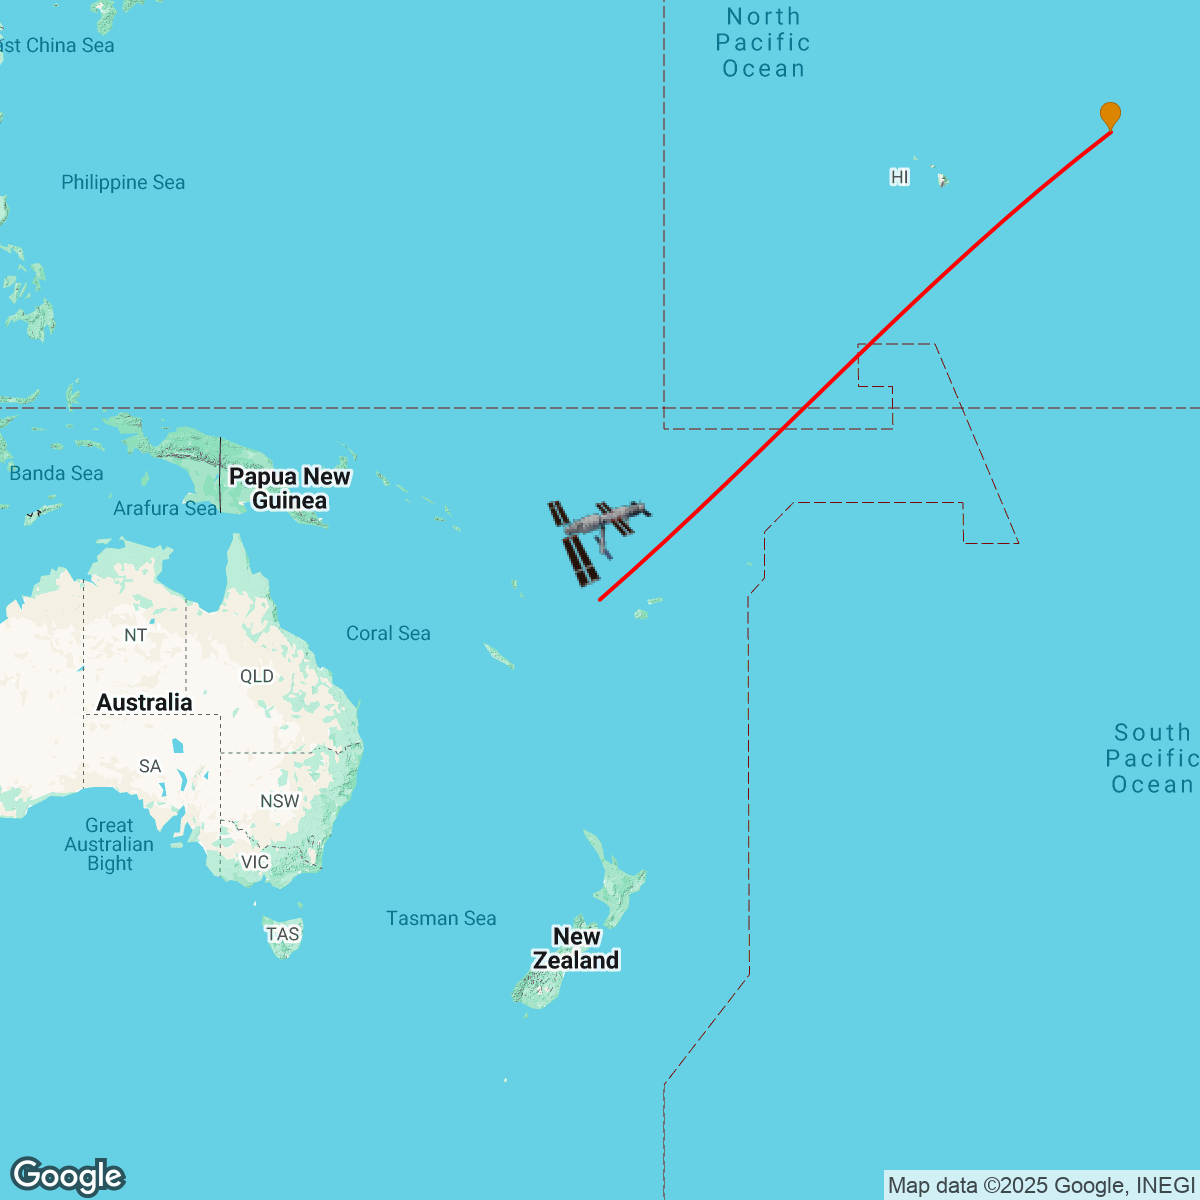 North
Pacific
Ocean
ast China Sea
HI
Philippine Sea
Papua New
Guinea
Banda Sea
Arafura Sea
NT
Coral Sea
QLD
Australia
South
Pacific
Ocean
SA
NSW
Great
Australian
Bight
VIC
Tasman Sea
TAS
New
Zealand
Google
Map data ©2025 Google, INEGI